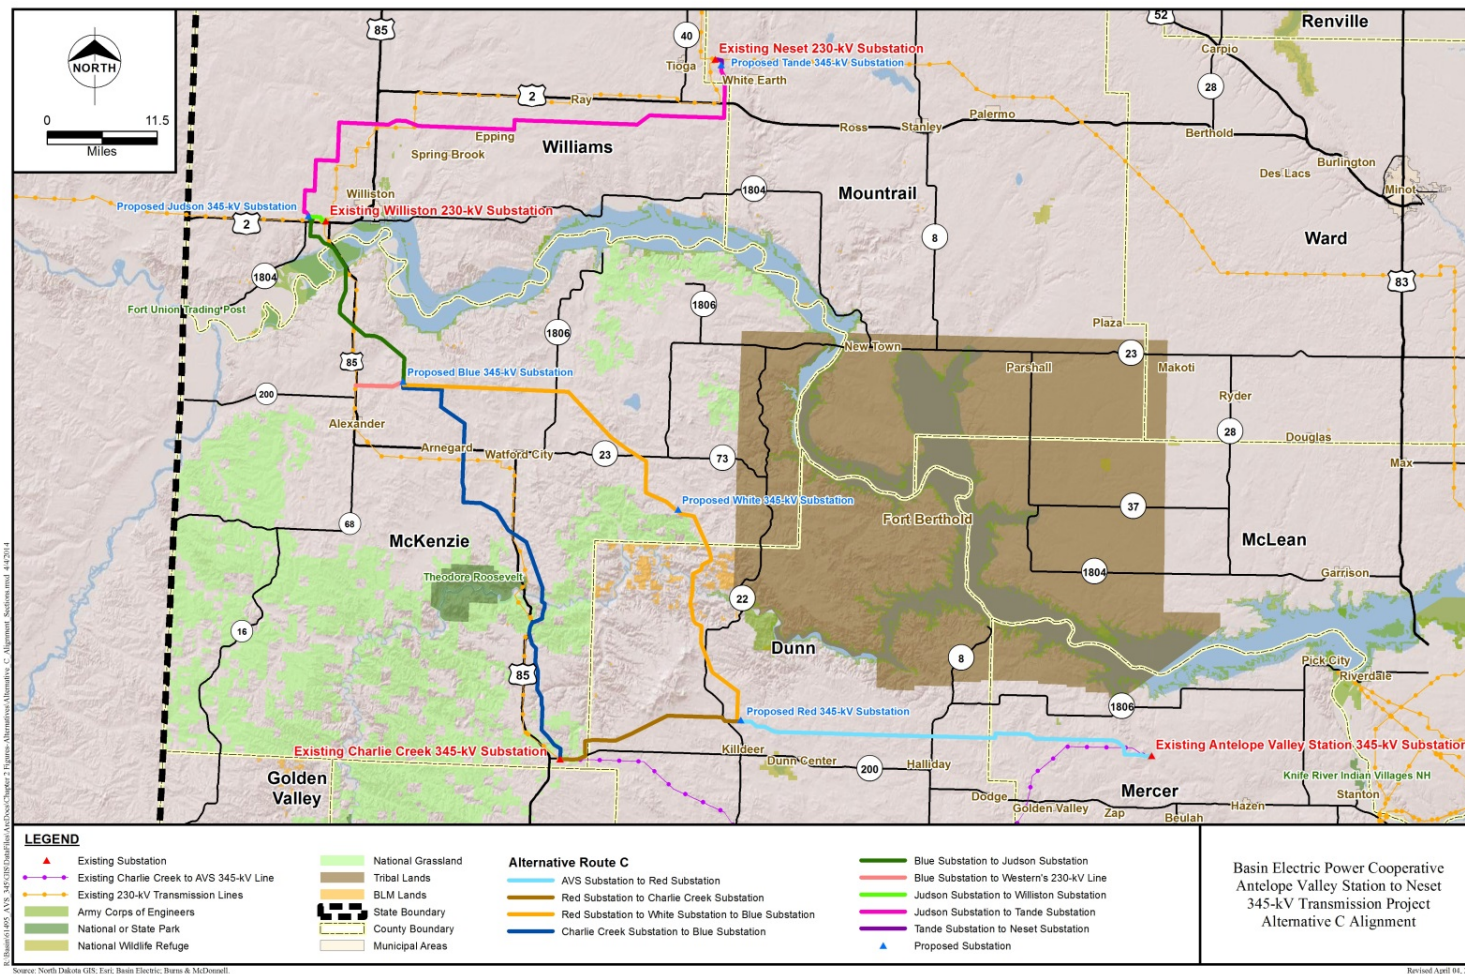 NORTH
0
11.5
Miles
85
40
52
Renville
Existing Neset 230-kV Substation
Proposed Tande 345-kV Substation
Tioga
White Earth
Carpio
28
2
Ray
Ross
Stanley
Palermo
Berthold
Epping
Spring Brook
Williams
Burlington
Des Lacs
Minot
Williston
1804
Mountrail
Proposed Judson 345-kV Substation
Existing Williston 230-kV Substation
2
8
Ward
1804
83
Fort Union Trading Post
1806
1806
Plaza
New Town
23
85
Parshall
Makoti
Proposed Blue 345-kV Substation
200
Ryder
Alexander
Arnegard
Watford City
23
73
28
Douglas
Max
Proposed White 345-kV Substation
37
68
Fort Berthold
McKenzie
McLean
Theodore Roosevelt
1804
Garrison
22
16
Dunn
8
85
Pick City
Riverdale
1806
Proposed Red 345-kV Substation
Existing Charlie Creek 345-kV Substation
Killdeer
Dunn Center
200
Halliday
Existing Antelope Valley Station 345-kV Substation
Golden
Valley
Knife River Indian Villages NH
Mercer
Stanton
Dodge
Golden Valley
Zap
Beulah
Hazen
LEGEND
Existing Substation
Existing Charlie Creek to AVS 345-kV Line
Existing 230-kV Transmission Lines
Army Corps of Engineers
National or State Park
National Wildlife Refuge
National Grassland
Tribal Lands
BLM Lands
State Boundary
County Boundary
Municipal Areas
Alternative Route C
AVS Substation to Red Substation
Red Substation to Charlie Creek Substation
Red Substation to White Substation to Blue Substation
Charlie Creek Substation to Blue Substation
Blue Substation to Judson Substation
Blue Substation to Western's 230-kV Line
Judson Substation to Williston Substation
Judson Substation to Tande Substation
Tande Substation to Neset Substation
Proposed Substation
Basin Electric Power Cooperative
Antelope Valley Station to Neset
345-kV Transmission Project
Alternative C Alignment
Source: North Dakota GIS; Esri; Basin Electric; Burns & McDonnell.
Revised April 04,